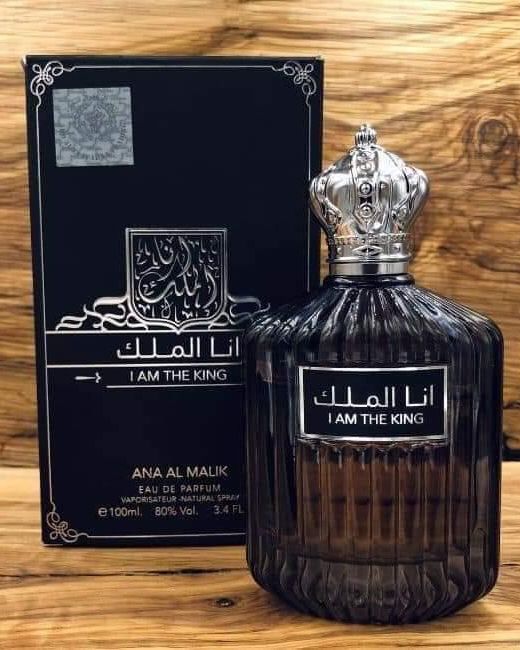 انا الملك
I AM THE KING
ANA AL MALIK
EAU DE PARFUM
VAPORISATEUR-NATURAL SPRAY
e100ml. 80% Vol. 3.4 FL
انا الملك
I AM THE KING